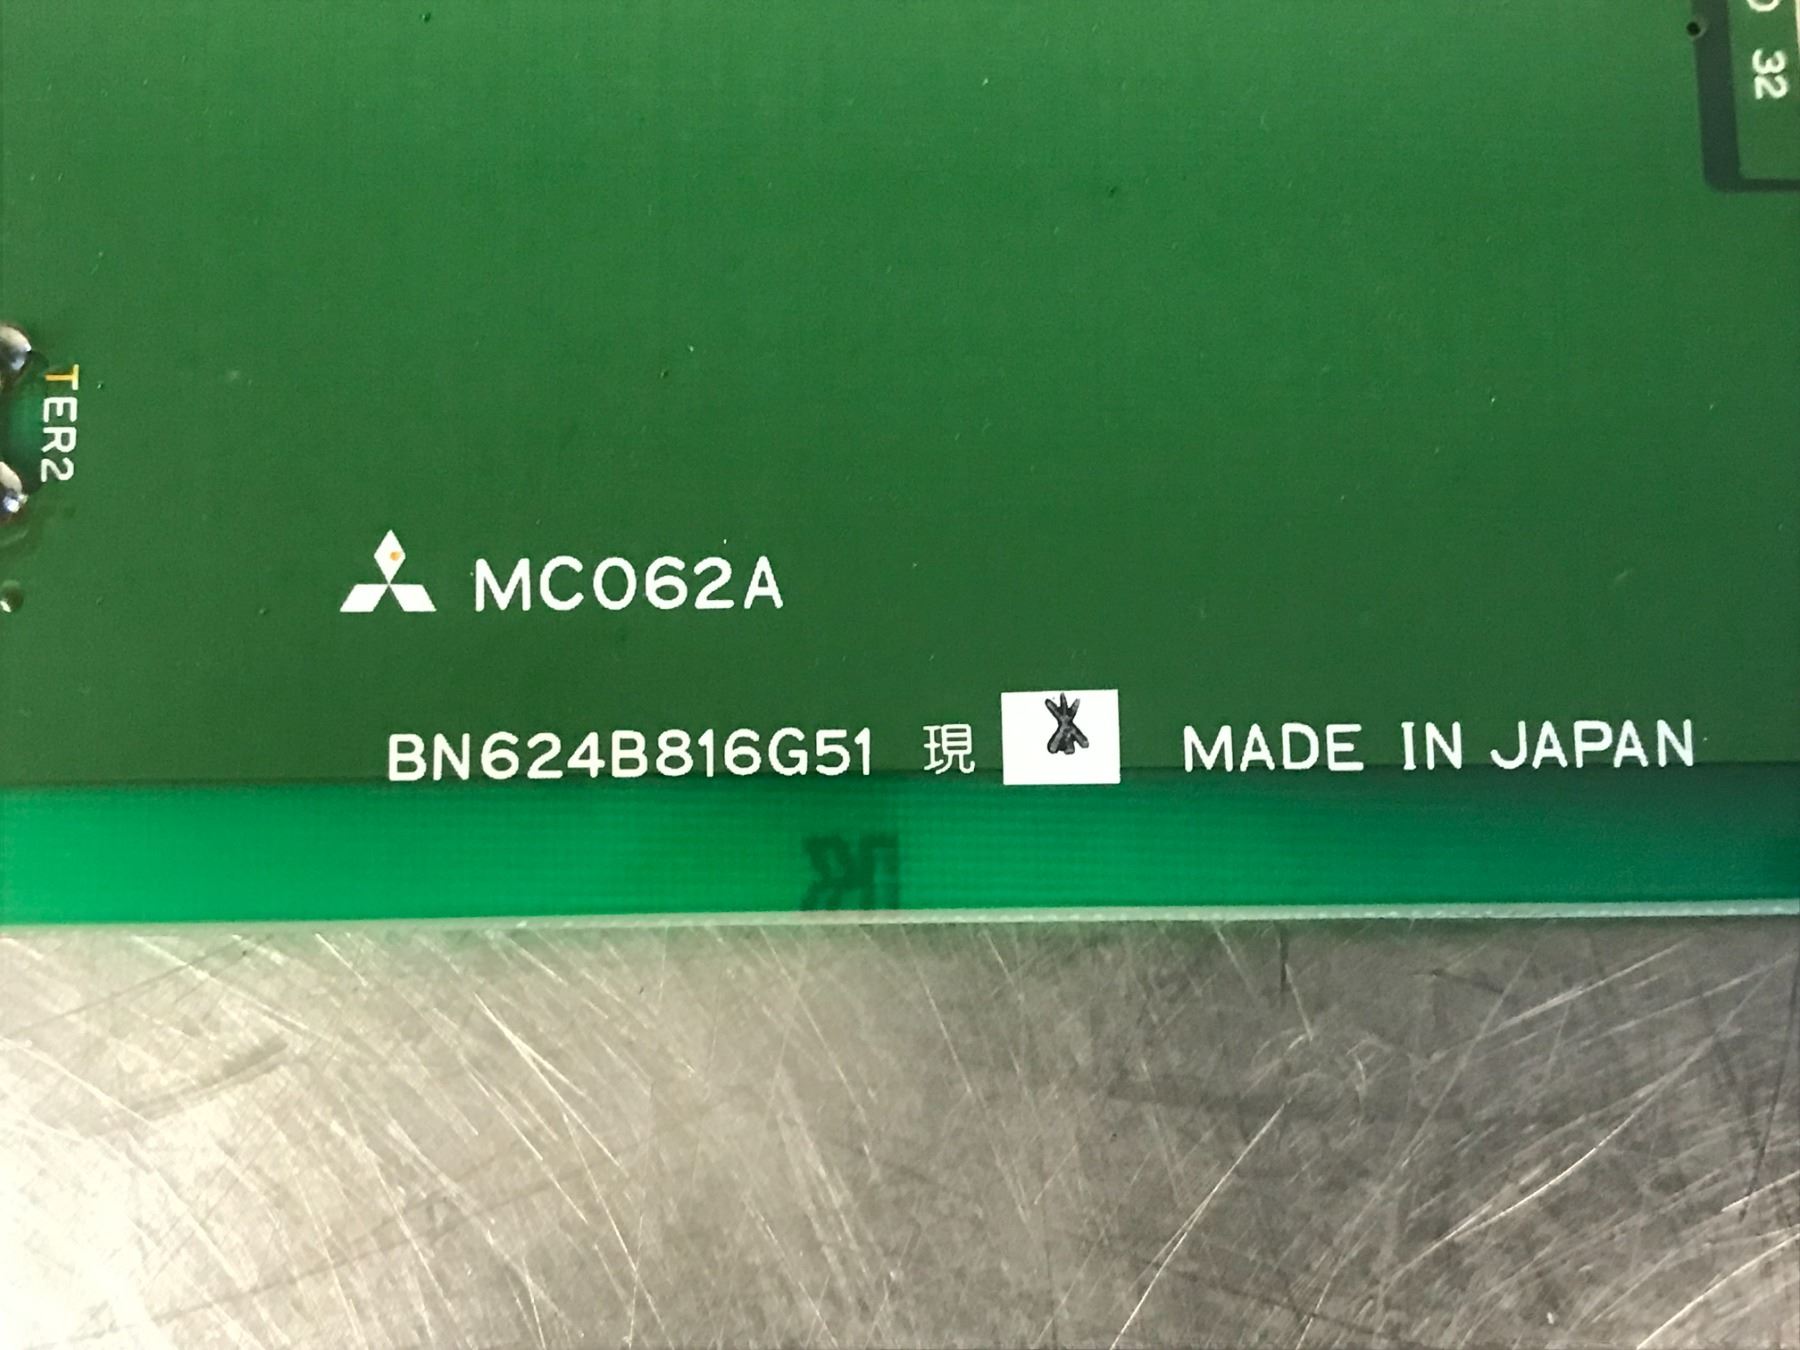 32
TER2
MC062A
BN624B816G51 現 MADE IN JAPAN